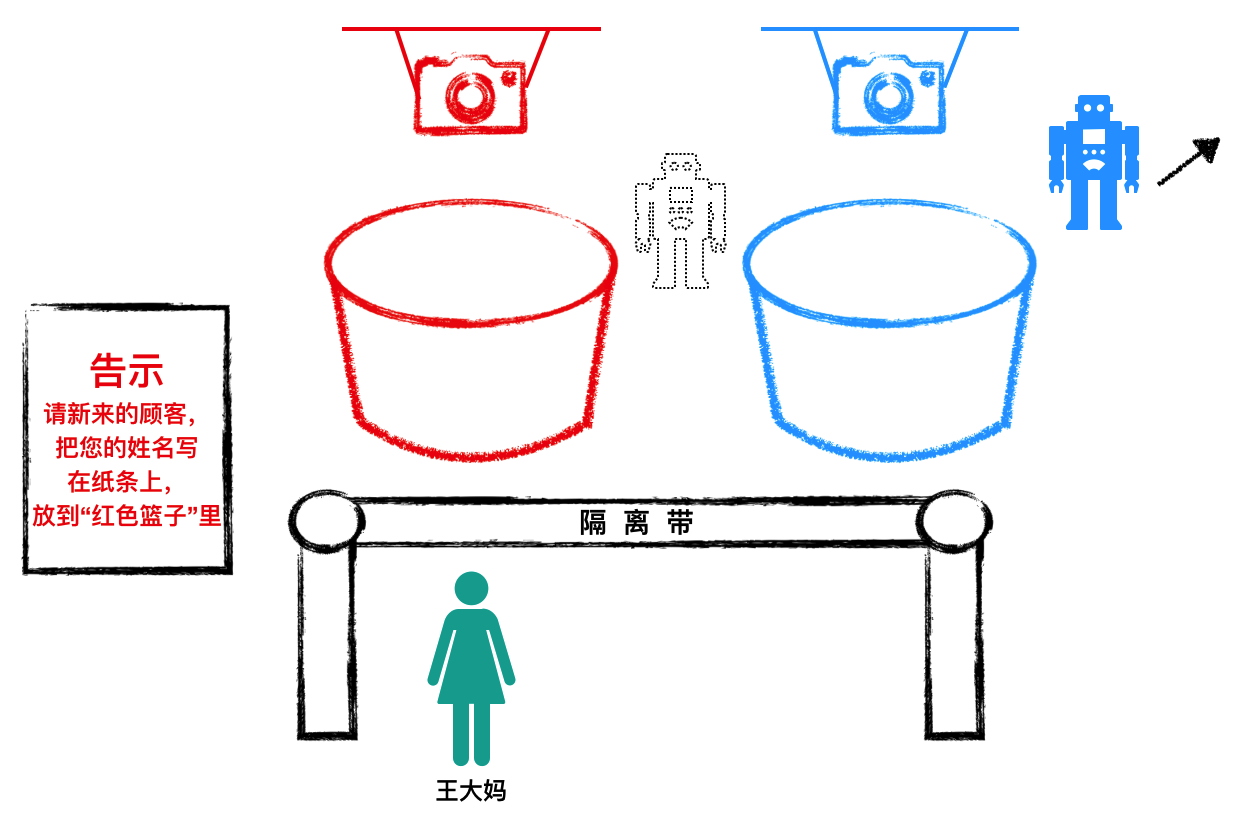 告示
请新来的顾客，
把您的姓名写
在纸条上，
放到“红色篮子”里
隔离带
王大妈